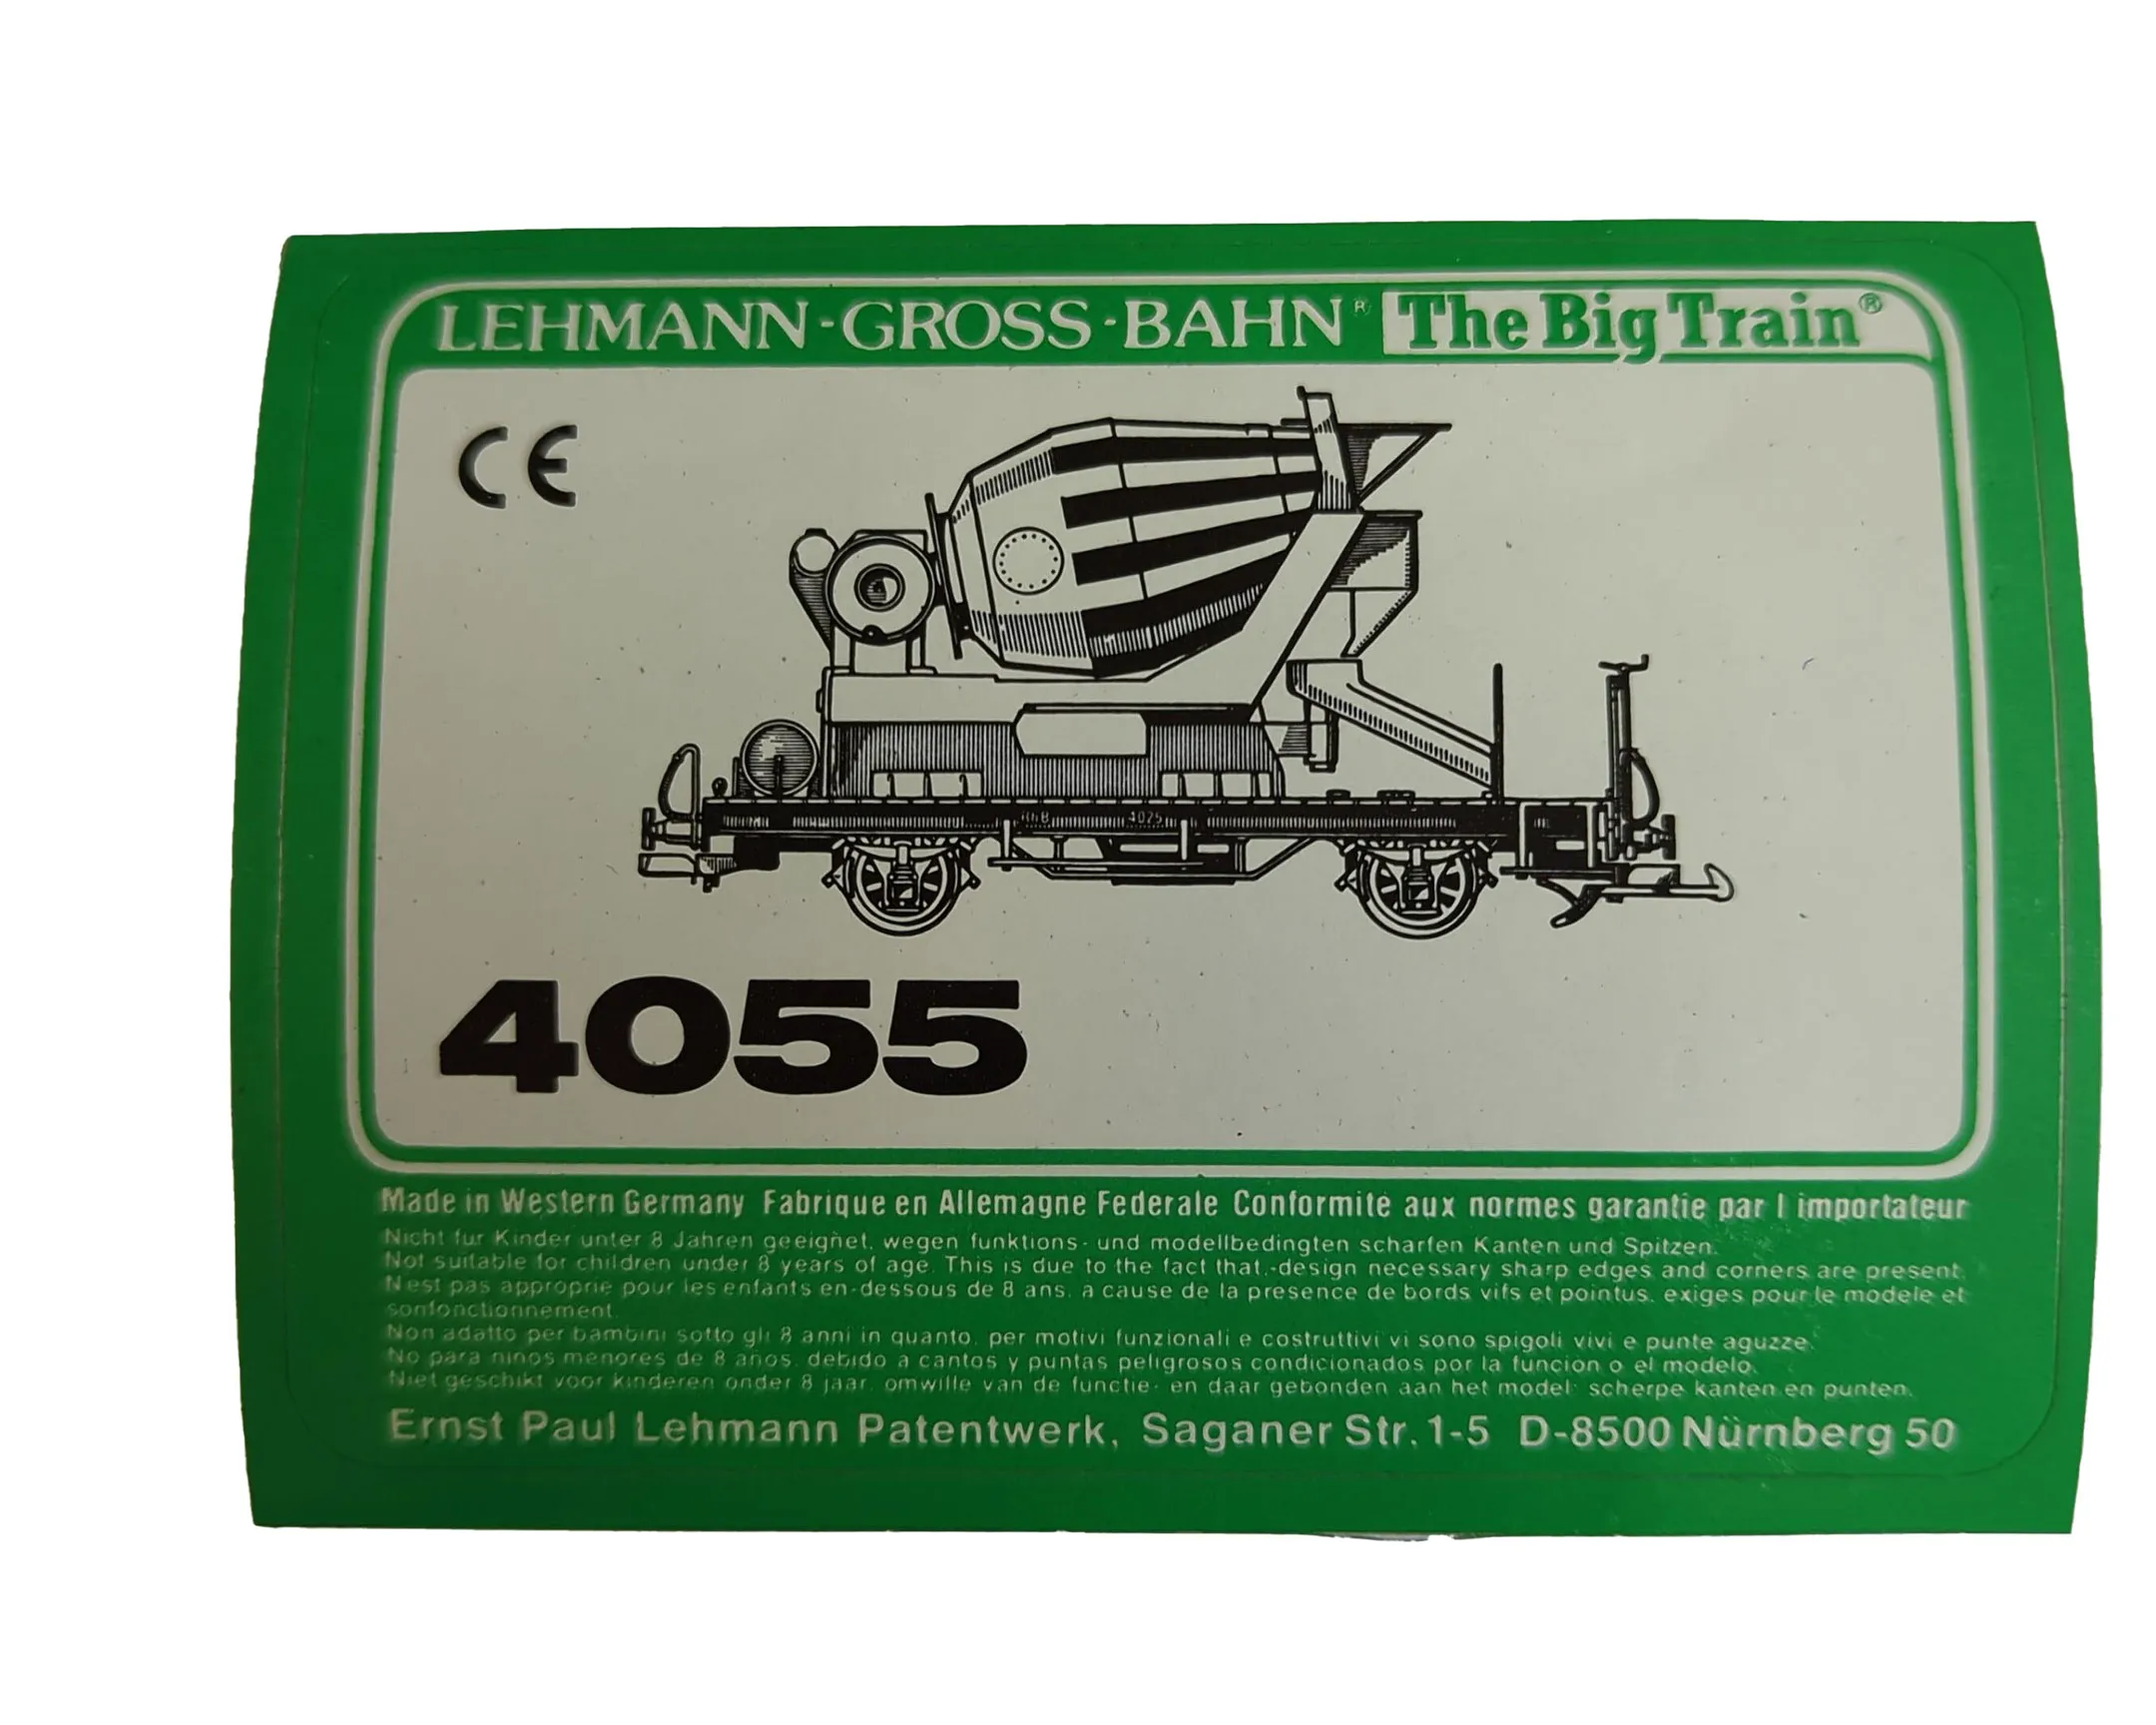 LEHMANN-GROSS-BAHN® The Big Train®
CE
RhB 4025
4055
Made in Western Germany Fabrique en Allemagne Federale Conformité aux normes garantie par l importateur
Nicht fur Kinder unter 8 Jahren geeignet, wegen funktions- und modellbedingten scharfen Kanten und Spitzen.
Not suitable for children under 8 years of age. This is due to the fact that,-design necessary sharp edges and corners are present.
N est pas approprie pour les enfants en-dessous de 8 ans, a cause de la presence de bords vifs et pointus, exiges pour le modele et
sonfonctionnement.
Non adatto per bambini sotto gli 8 anni in quanto, per motivi funzionali e costruttivi vi sono spigoli vivi e punte aguzze.
No para ninos menores de 8 años, debido a cantos y puntas peligrosos condicionados por la función o el modelo.
Niet geschikt voor kinderen onder 8 jaar, omwille van de functie- en daar gebonden aan het model: scherpe kanten en punten.
Ernst Paul Lehmann Patentwerk, Saganer Str. 1-5 D-8500 Nürnberg 50